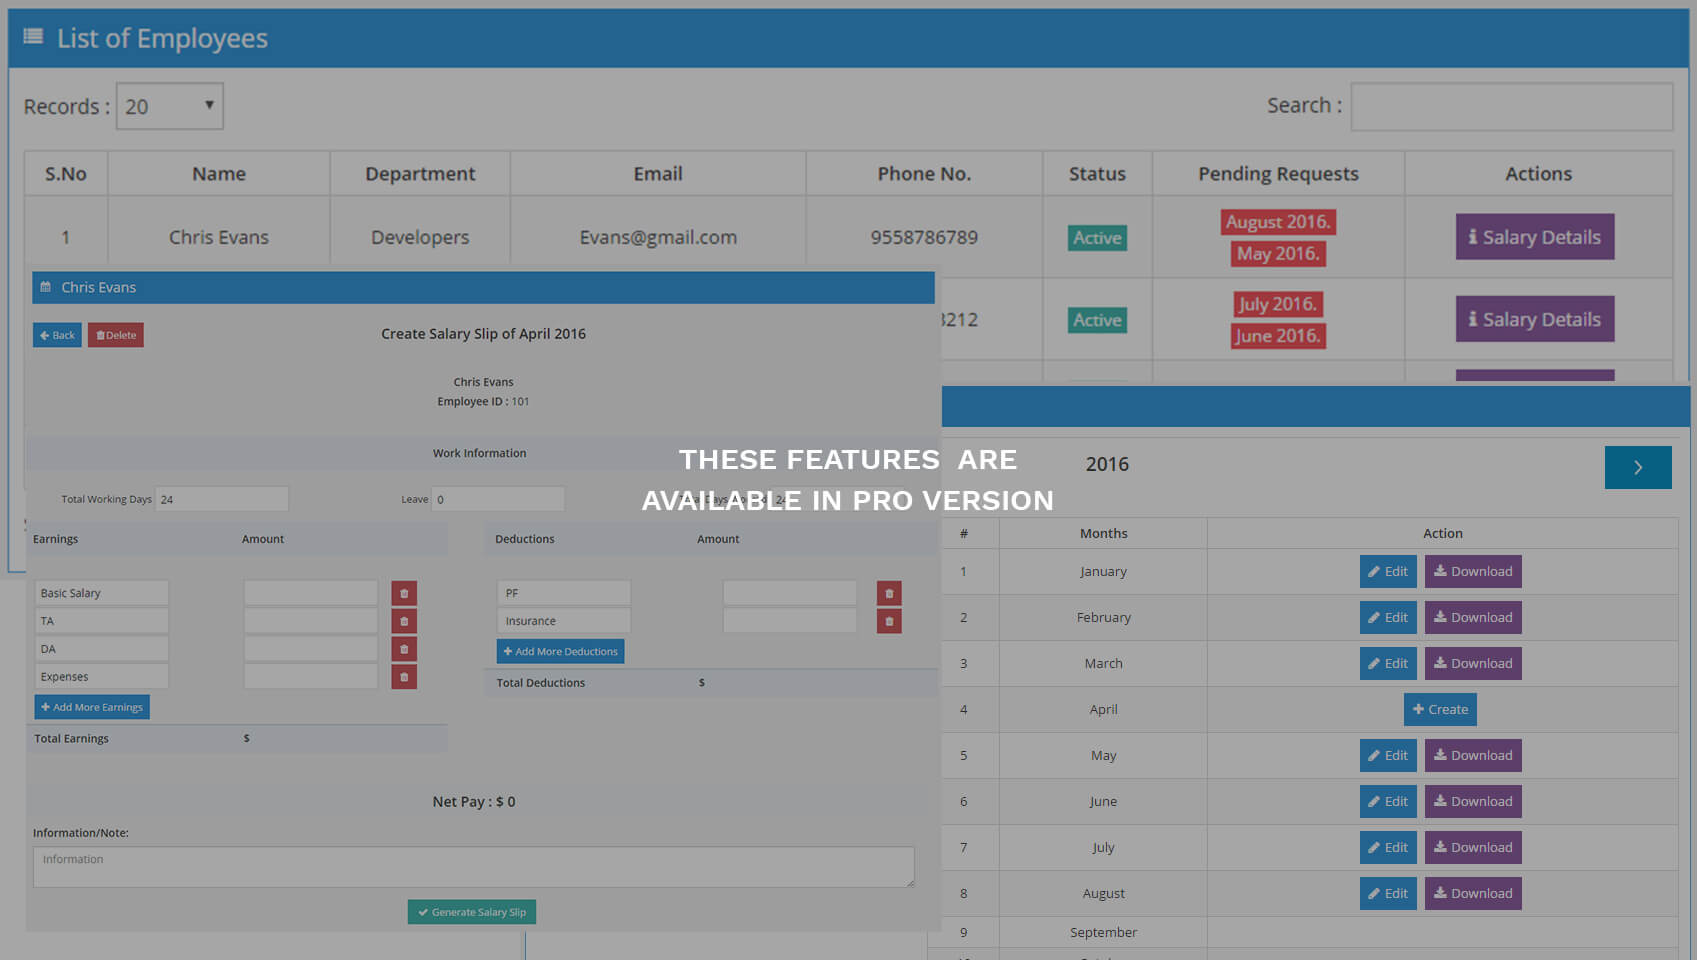 List of Employees
Records : 20
Search :
S.No Name Department Email Phone No. Status Pending Requests Actions
1 Chris Evans Developers Evans@gmail.com 9558786789 Active August 2016. May 2016. Salary Details
3212 Active July 2016. June 2016. Salary Details
Chris Evans
Back Delete
Create Salary Slip of April 2016
Chris Evans
Employee ID : 101
Work Information
Total Working Days 24 Leave 0
Earnings Amount Deductions Amount
Basic Salary PF
TA Insurance
DA Add More Deductions
Expenses Total Deductions $
Add More Earnings
Total Earnings $
Net Pay : $ 0
Information/Note:
Information
Generate Salary Slip
THESE FEATURES ARE
AVAILABLE IN PRO VERSION
2016
# Months Action
1 January Edit Download
2 February Edit Download
3 March Edit Download
4 April Create
5 May Edit Download
6 June Edit Download
7 July Edit Download
8 August Edit Download
9 September